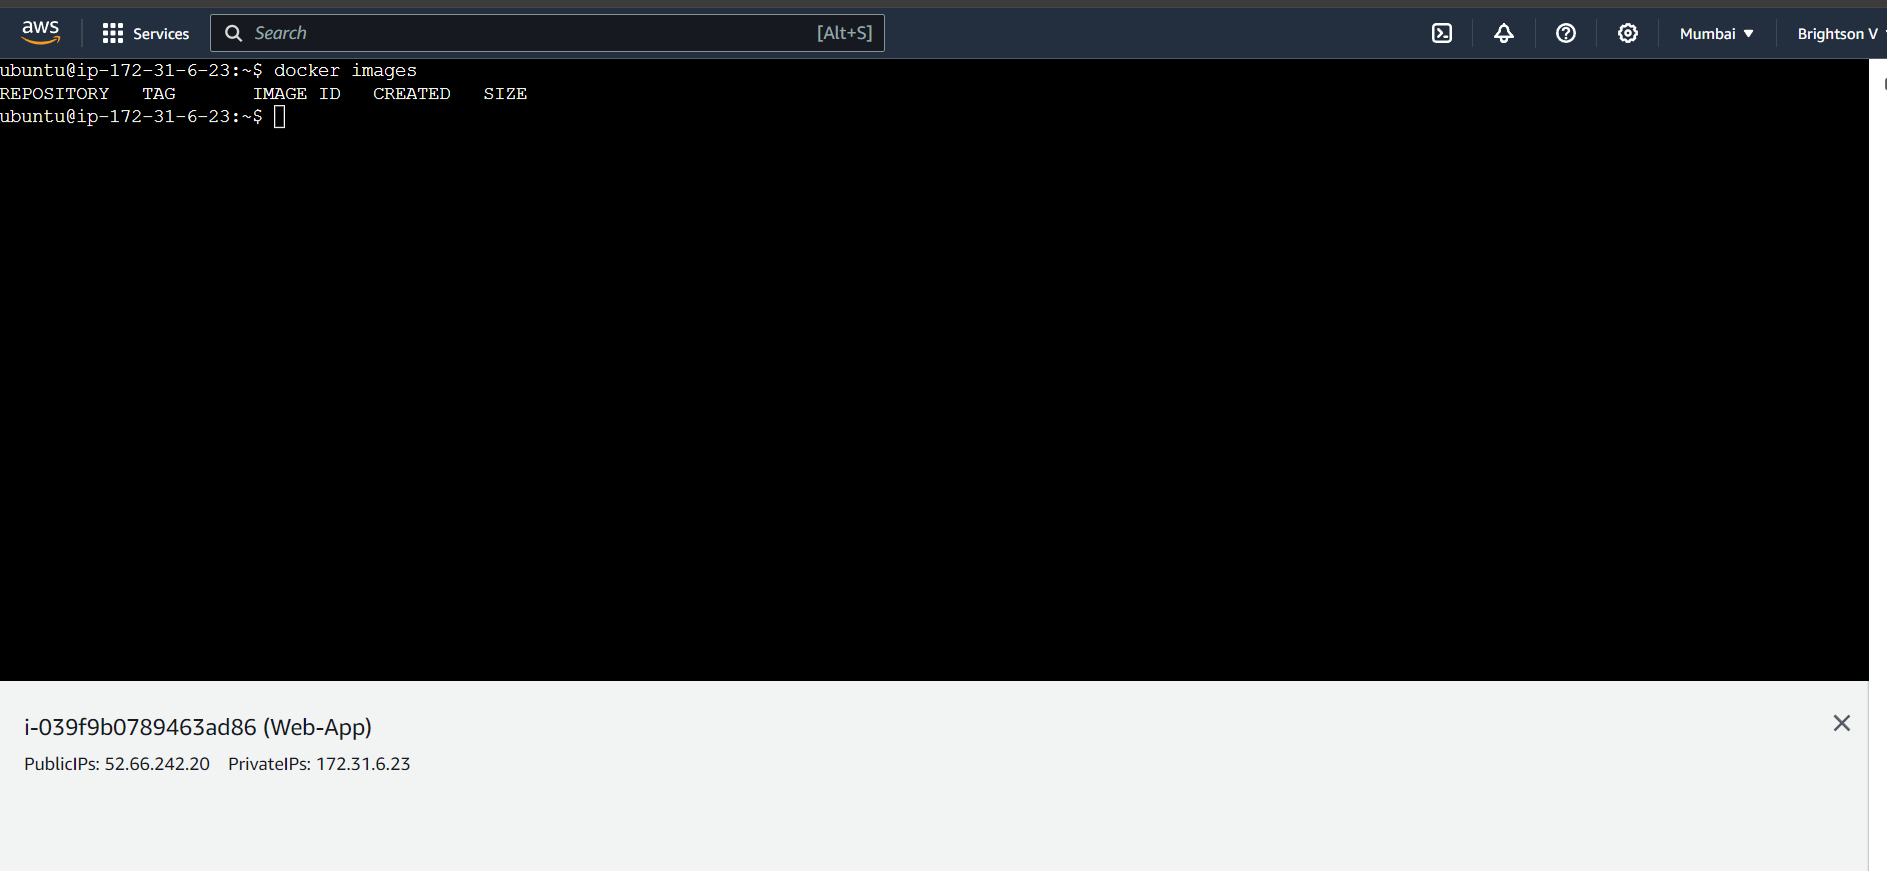 aws Services Search [Alt+S] Mumbai Brightson V
ubuntu@ip-172-31-6-23:~$ docker images
REPOSITORY TAG IMAGE ID CREATED SIZE
ubuntu@ip-172-31-6-23:~$
i-039f9b0789463ad86 (Web-App)
PublicIPs: 52.66.242.20 PrivateIPs: 172.31.6.23